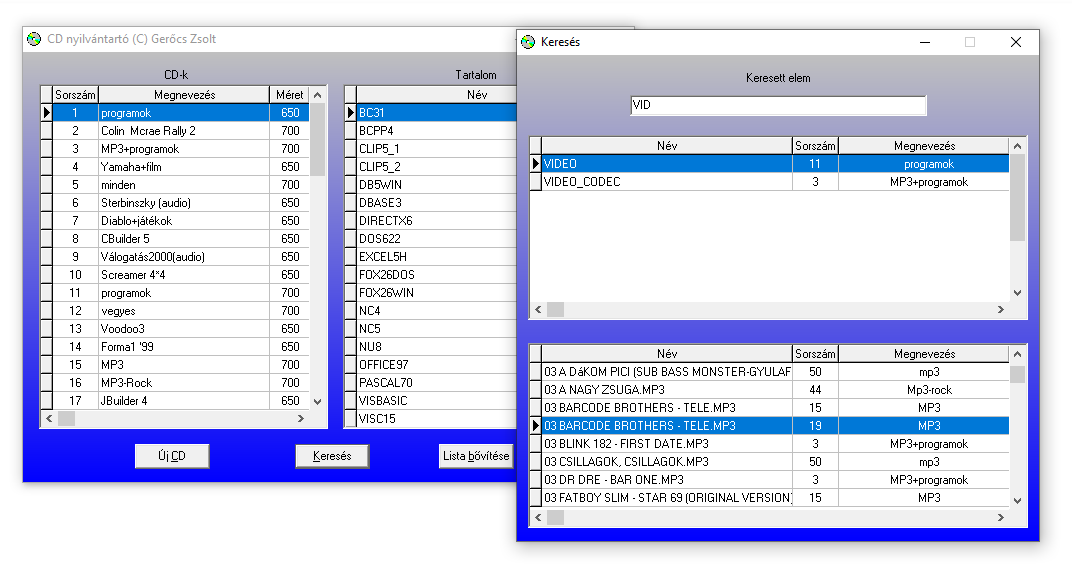 CD nyilvántartó (C) Gerőcs Zsolt
CD-k
Sorszám Megnevezés Méret
1 programok 650
2 Colin Mcrae Rally 2 700
3 MP3+programok 700
4 Yamaha+film 650
5 minden 700
6 Sterbinszky (audio) 650
7 Diablo+játékok 650
8 CBuilder 5 650
9 Válogatás2000(audio) 650
10 Screamer 4*4 650
11 programok 700
12 vegyes 700
13 Voodoo3 650
14 Forma1 '99 650
15 MP3 700
16 MP3-Rock 700
17 JBuilder 4 650
Tartalom
Név
BC31
BCPP4
CLIP5_1
CLIP5_2
DB5WIN
DBASE3
DIRECTX6
DOS622
EXCEL5H
FOX26DOS
FOX26WIN
NC4
NC5
NU8
OFFICE97
PASCAL70
VISBASIC
VISC15
Új CD Keresés Lista bővítése
Keresés
Keresett elem
VID
Név Sorszám Megnevezés
VIDEO 11 programok
VIDEO_CODEC 3 MP3+programok
Név Sorszám Megnevezés
03 A DáKOM PICI (SUB BASS MONSTER-GYULAF 50 mp3
03 A NAGY ZSUGA.MP3 44 Mp3-rock
03 BARCODE BROTHERS - TELE.MP3 15 MP3
03 BARCODE BROTHERS - TELE.MP3 19 MP3
03 BLINK 182 - FIRST DATE.MP3 3 MP3+programok
03 CSILLAGOK, CSILLAGOK.MP3 50 mp3
03 DR DRE - BAR ONE.MP3 3 MP3+programok
03 FATBOY SLIM - STAR 69 (ORIGINAL VERSION) 15 MP3